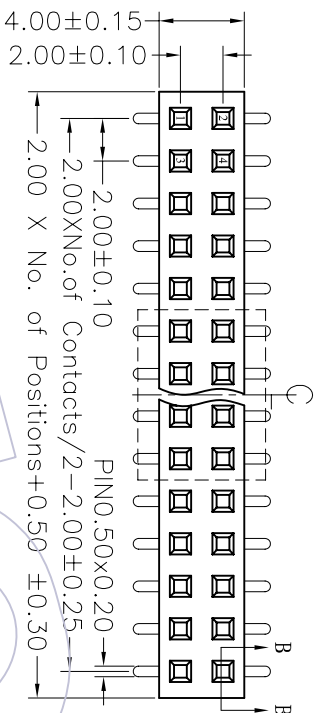 4.00±0.15
2.00±0.10
1 2
3 4
C
2.00±0.10
PIN0.50x0.20
2.00XNo.of Contacts/2-2.00±0.25
2.00 X No. of Positions+0.50 ±0.30
B
B